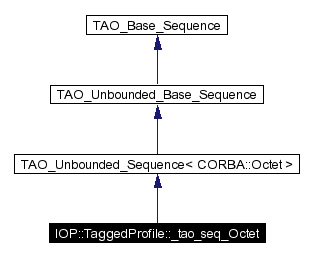 TAO_Base_Sequence
TAO_Unbounded_Base_Sequence
TAO_Unbounded_Sequence< CORBA::Octet >
IOP::TaggedProfile::_tao_seq_Octet